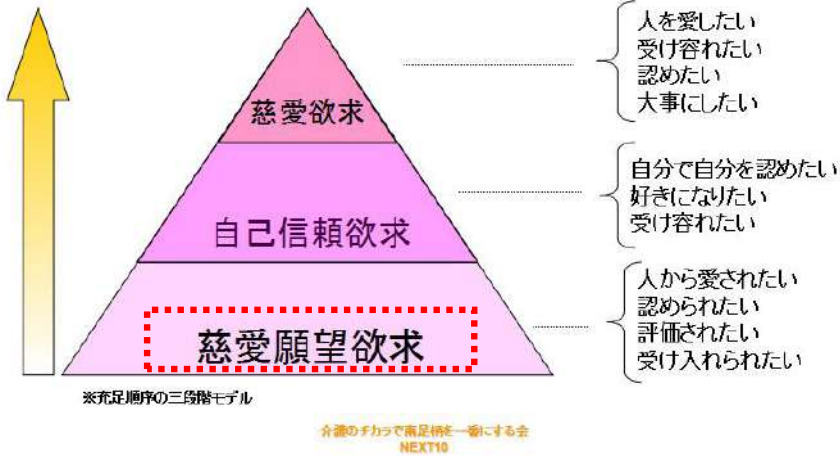 人を愛したい
受け容れたい
認めたい
大事にしたい
慈愛欲求
自分で自分を認めたい
好きになりたい
受け容れたい
自己信頼欲求
人から愛されたい
認められたい
評価されたい
受け入れられたい
慈愛願望欲求
※充足順序の三段階モデル
介護のチカラで南足柄を一番にする会
NEXT10